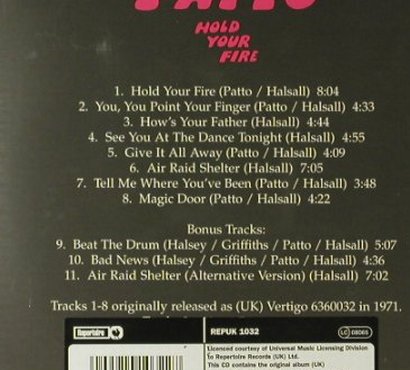 PATTO
HOLD
YOUR
FIRE
1. Hold Your Fire (Patto / Halsall) 8:04
2. You, You Point Your Finger (Patto / Halsall) 4:33
3. How's Your Father (Patto / Halsall) 4:44
4. See You At The Dance Tonight (Halsall) 4:55
5. Give It All Away (Patto / Halsall) 4:09
6. Air Raid Shelter (Halsall) 7:05
7. Tell Me Where You've Been (Patto / Halsall) 3:48
8. Magic Door (Patto / Halsall) 4:22
Bonus Tracks:
9. Beat The Drum (Halsey / Griffiths / Patto / Halsall) 5:07
10. Bad News (Halsey / Griffiths / Patto / Halsall) 4:36
11. Air Raid Shelter (Alternative Version) (Halsall) 7:02
Tracks 1-8 originally released as (UK) Vertigo 6360032 in 1971.
Repertoire
REPUK 1032
LC 08065
Licenced courtesy of Universal Music Licensing Division
To Repertoire Records (UK) Ltd.
This CD contains the original album (UK)